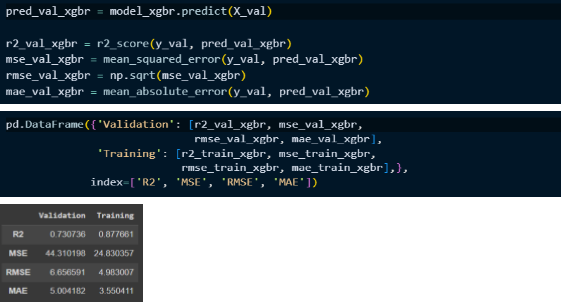 pred_val_xgbr = model_xgbr.predict(X_val)
r2_val_xgbr = r2_score(y_val, pred_val_xgbr)
mse_val_xgbr = mean_squared_error(y_val, pred_val_xgbr)
rmse_val_xgbr = np.sqrt(mse_val_xgbr)
mae_val_xgbr = mean_absolute_error(y_val, pred_val_xgbr)
pd.DataFrame({'Validation': [r2_val_xgbr, mse_val_xgbr,
rmse_val_xgbr, mae_val_xgbr],
'Training': [r2_train_xgbr, mse_train_xgbr,
rmse_train_xgbr, mae_train_xgbr],},
index=['R2', 'MSE', 'RMSE', 'MAE'])
Validation Training
R2 0.730736 0.877661
MSE 44.310198 24.830357
RMSE 6.656591 4.983007
MAE 5.004182 3.550411